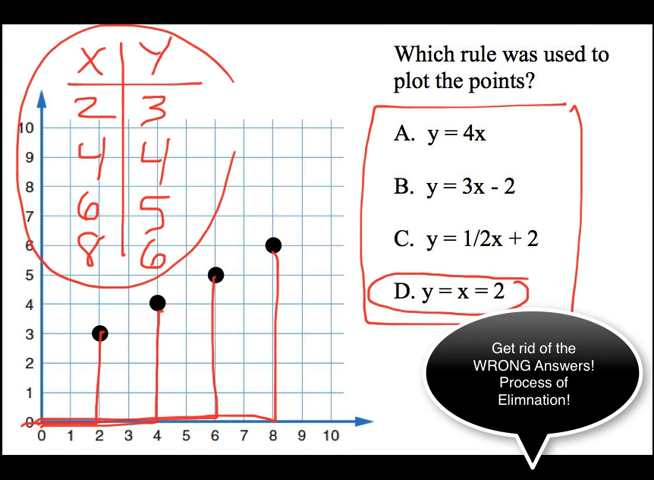 X Y
2 3
4 4
6 5
8 6
10
9
8
7
6
5
4
3
2
1
0
0 1 2 3 4 5 6 7 8 9 10
Which rule was used to
plot the points?
A. y = 4x
B. y = 3x - 2
C. y = 1/2x + 2
D. y = x = 2
Get rid of the
WRONG Answers!
Process of
Elimnation!